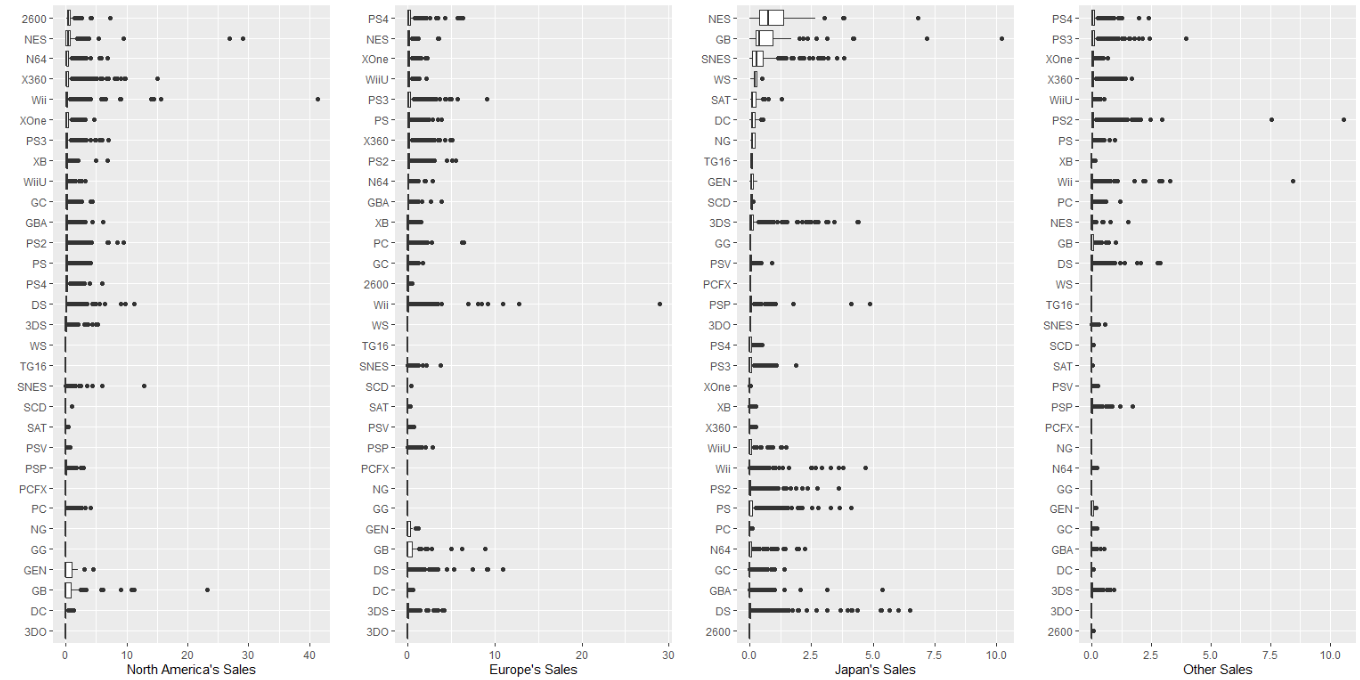 2600
NES
N64
X360
Wii
XOne
PS3
XB
WiiU
GC
GBA
PS2
PS
PS4
DS
3DS
WS
TG16
SNES
SCD
SAT
PSV
PSP
PCFX
PC
NG
GG
GEN
GB
DC
3DO
0 10 20 30 40
North America's Sales
PS4
NES
XOne
WiiU
PS3
PS
X360
PS2
N64
GBA
XB
PC
GC
2600
Wii
WS
TG16
SNES
SCD
SAT
PSV
PSP
PCFX
NG
GG
GEN
GB
DS
DC
3DS
3DO
0 10 20 30
Europe's Sales
NES
GB
SNES
WS
SAT
DC
NG
TG16
GEN
SCD
3DS
GG
PSV
PCFX
PSP
3DO
PS4
PS3
XOne
XB
X360
WiiU
Wii
PS2
PS
PC
N64
GC
GBA
DS
2600
0.0 2.5 5.0 7.5 10.0
Japan's Sales
PS4
PS3
XOne
X360
WiiU
PS2
PS
XB
Wii
PC
NES
GB
DS
WS
TG16
SNES
SCD
SAT
PSV
PSP
PCFX
NG
N64
GG
GEN
GC
GBA
DC
3DS
3DO
2600
0.0 2.5 5.0 7.5 10.0
Other Sales